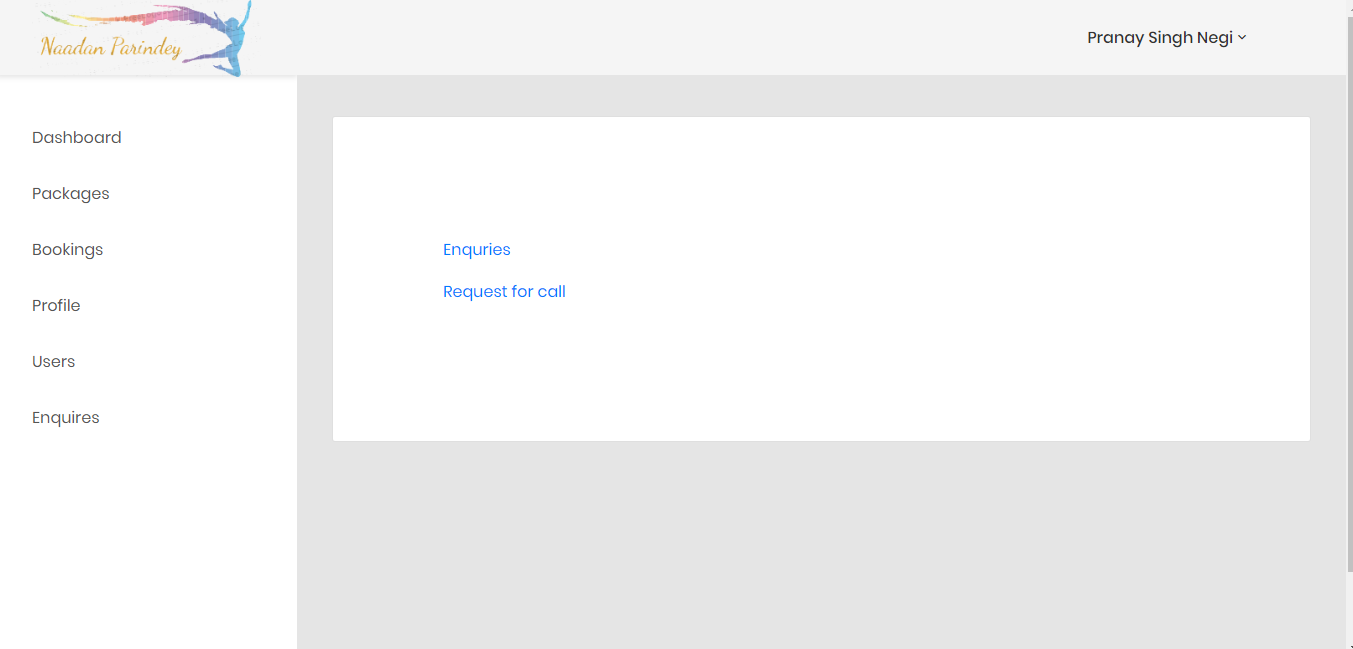 Naadan Parindey
Pranay Singh Negi
Dashboard
Packages
Bookings
Profile
Users
Enquires
Enquries
Request for call